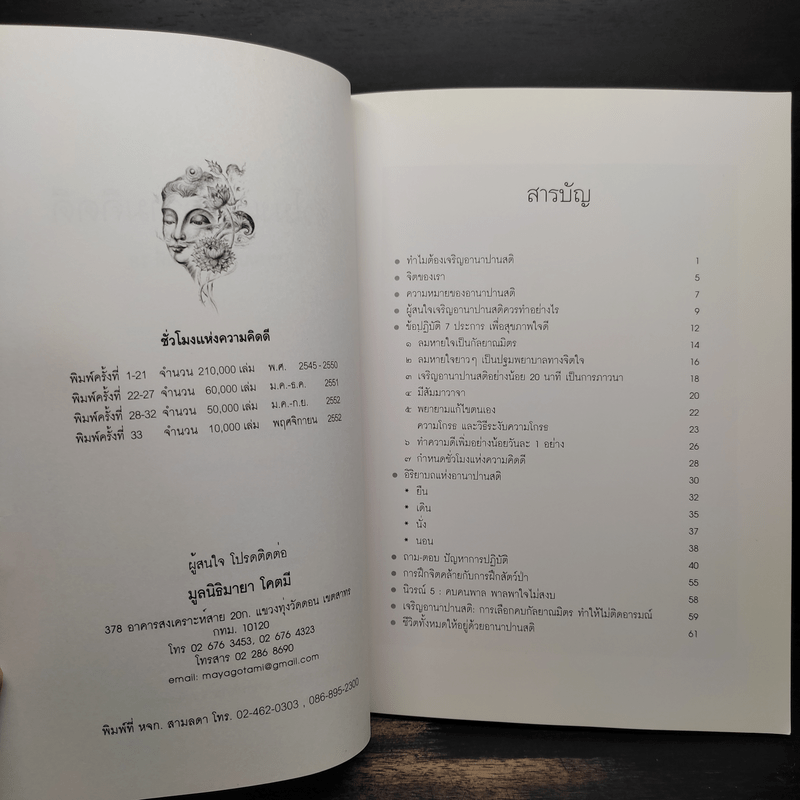 ชั่วโมงแห่งความคิดดี
พิมพ์ครั้งที่ 1-21 จำนวน 210,000 เล่ม พ.ศ. 2545-2550
พิมพ์ครั้งที่ 22-27 จำนวน 60,000 เล่ม ม.ค.-ธ.ค. 2551
พิมพ์ครั้งที่ 28-32 จำนวน 50,000 เล่ม ม.ค.-ก.ย. 2552
พิมพ์ครั้งที่ 33 จำนวน 10,000 เล่ม พฤศจิกายน 2552
ผู้สนใจ โปรดติดต่อ
มูลนิธิมายา โคตมี
378 อาคารสงเคราะห์สาย 20ก. แขวงทุ่งวัดดอน เขตสาทร
กทม. 10120
โทร 02 676 3453, 02 676 4323
โทรสาร 02 286 8690
email: mayagotami@gmail.com
พิมพ์ที่ หจก. สามลดา โทร. 02-462-0303 , 086-895-2300
สารบัญ
• ทำไมต้องเจริญอานาปานสติ 1
• จิตของเรา 5
• ความหมายของอานาปานสติ 7
• ผู้สนใจเจริญอานาปานสติควรทำอย่างไร 9
• ข้อปฏิบัติ 7 ประการ เพื่อสุขภาพใจดี 12
๑ ลมหายใจเป็นกัลยาณมิตร 14
๒ ลมหายใจยาวๆ เป็นปฐมพยาบาลทางจิตใจ 16
๓ เจริญอานาปานสติอย่างน้อย 20 นาที เป็นการภาวนา 18
๔ มีสัมมาวาจา 20
๕ พยายามแก้ไขตนเอง 22
ความโกรธ และวิธีระงับความโกรธ 23
๖ ทำความดีเพิ่มอย่างน้อยวันละ 1 อย่าง 26
๗ กำหนดชั่วโมงแห่งความคิดดี 28
• อิริยาบถแห่งอานาปานสติ 30
• ยืน 32
• เดิน 35
• นั่ง 37
• นอน 38
• ถาม-ตอบ ปัญหาการปฏิบัติ 40
• การฝึกจิตคล้ายกับการฝึกสัตว์ป่า 55
• นิวรณ์ 5 : คบคนพาล พาลพาใจไม่สงบ 58
• เจริญอานาปานสติ: การเลือกคบกัลยาณมิตร ทำให้ไม่ติดอารมณ์ 59
• ชีวิตทั้งหมดให้อยู่ด้วยอานาปานสติ 61